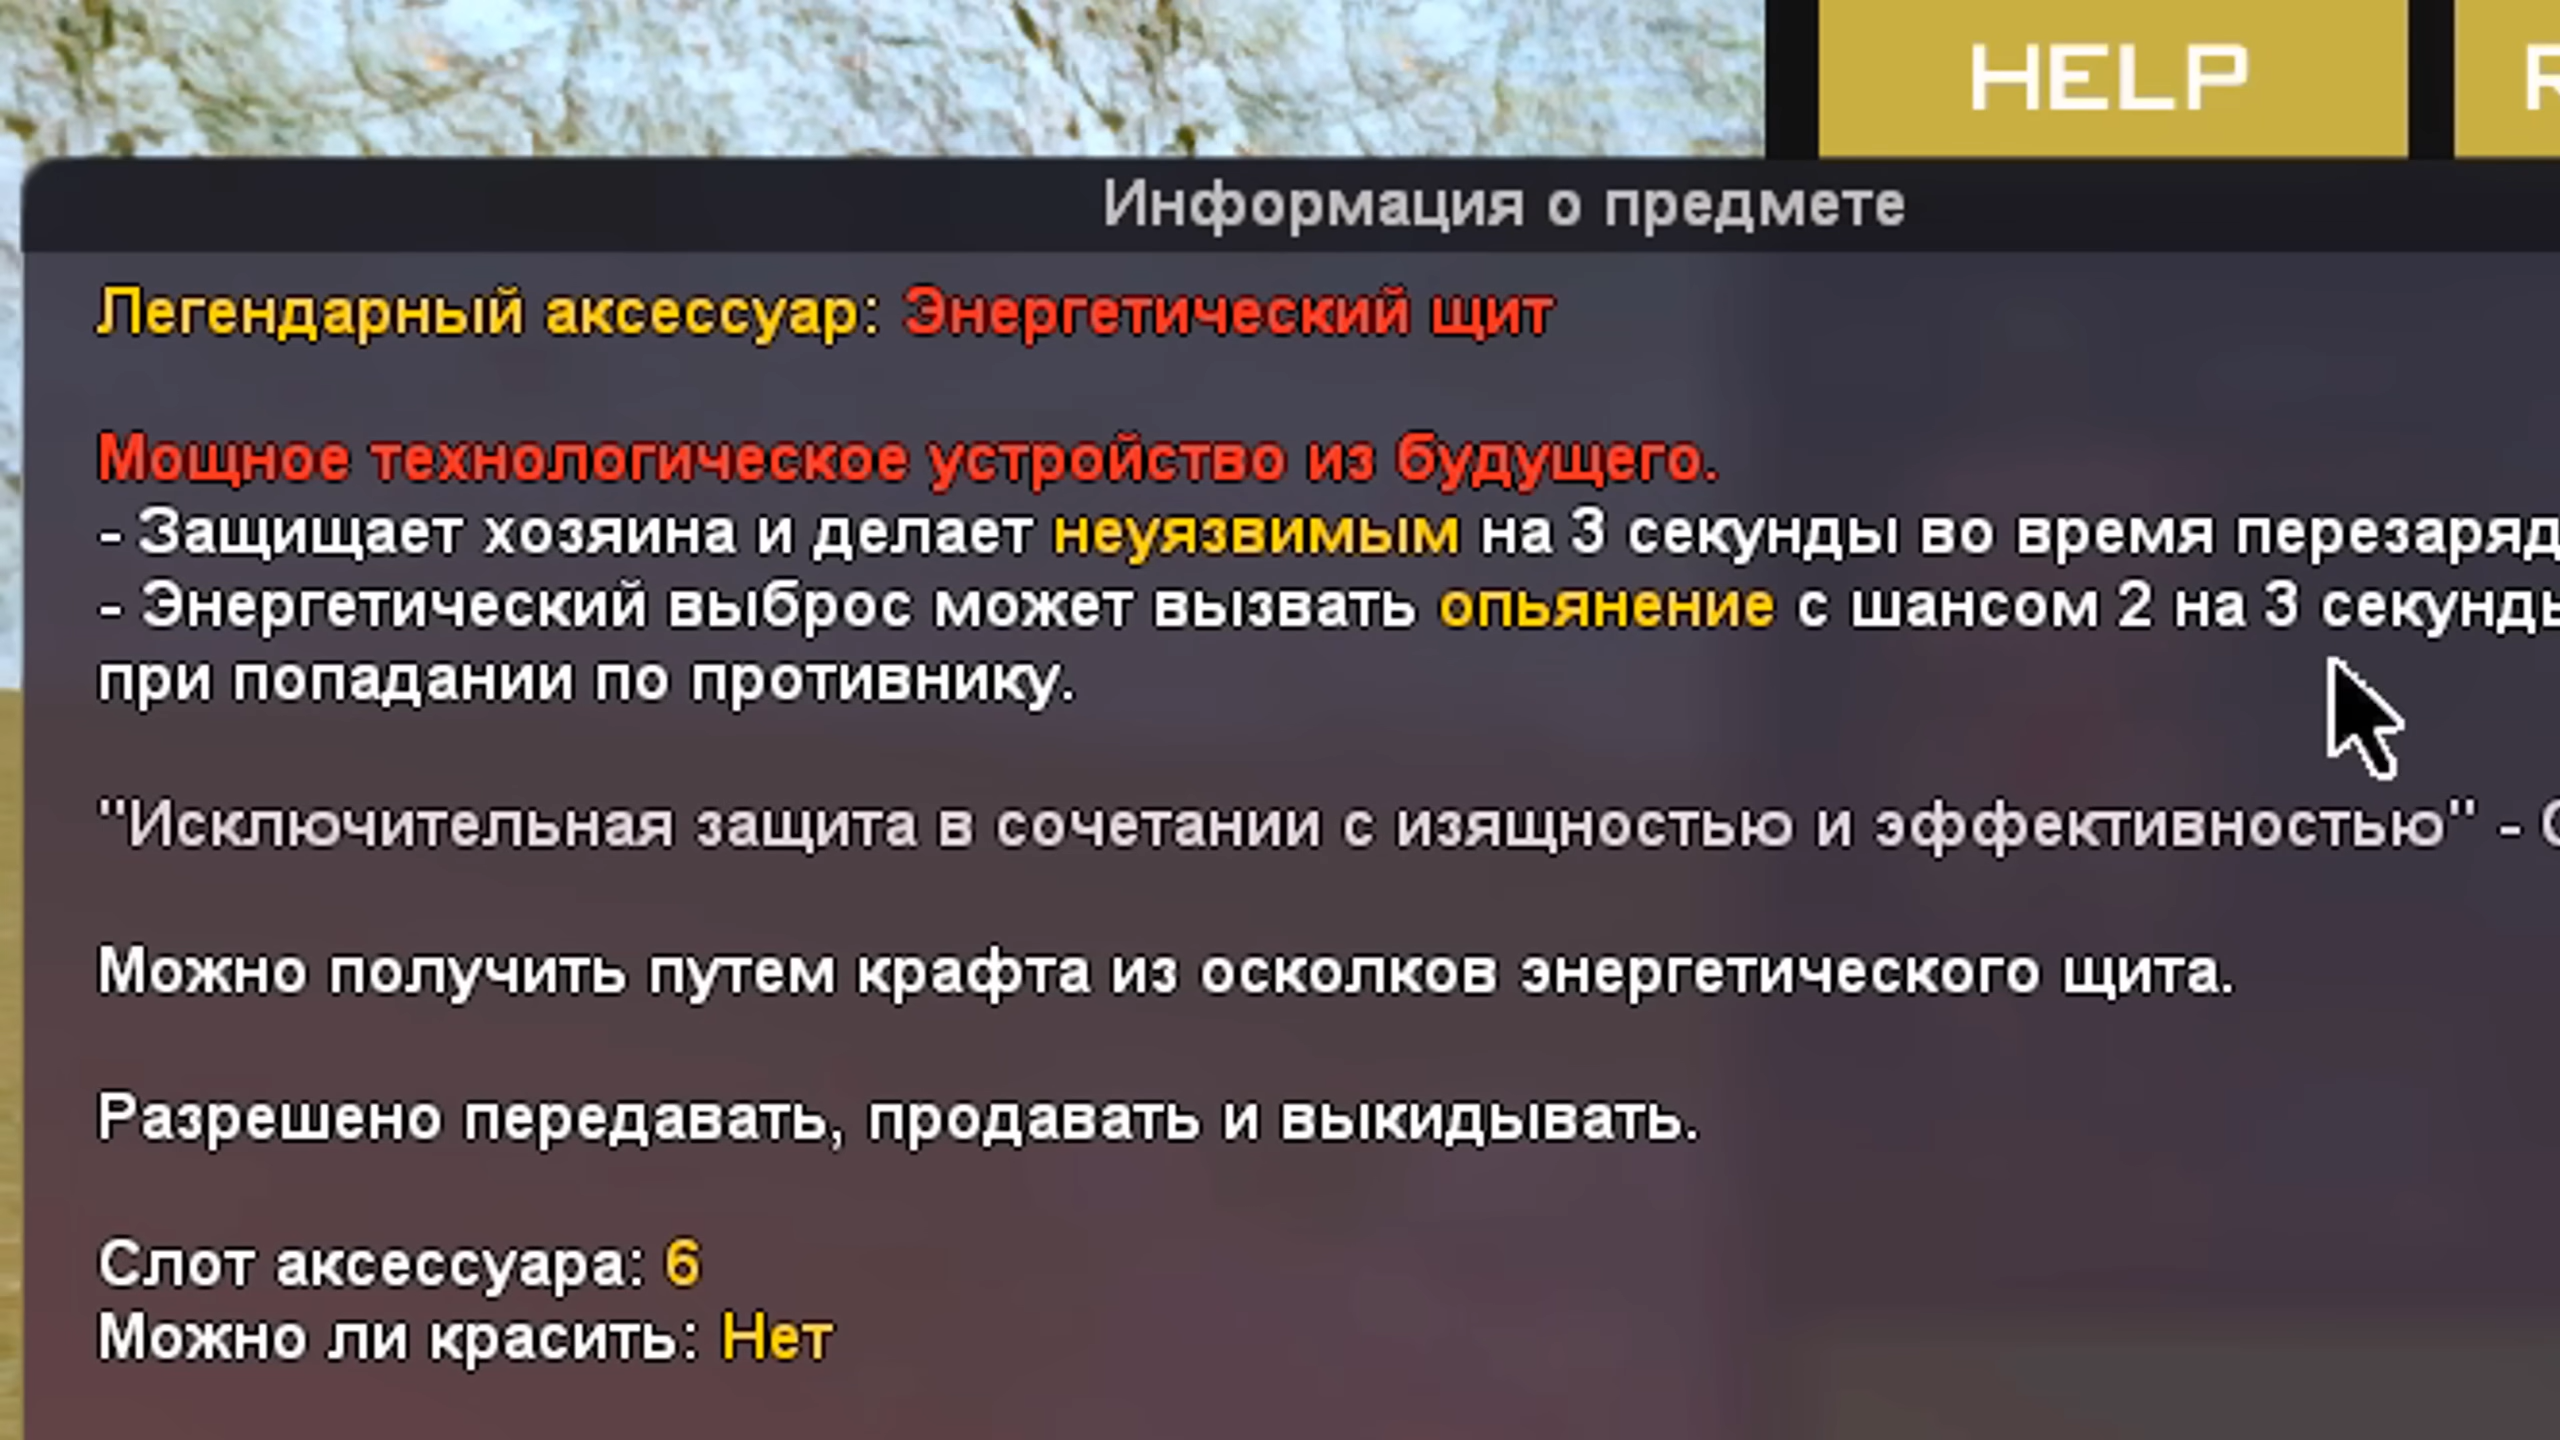 HELP
Информация о предмете
Легендарный аксессуар: Энергетический щит
Мощное технологическое устройство из будущего.
- Защищает хозяина и делает неуязвимым на 3 секунды во время
- Энергетический выброс может вызвать опьянение с шансом 2 на 3
при попадании по противнику.
"Исключительная защита в сочетании с изящностью и эффективностью" -
Можно получить путем крафта из осколков энергетического щита.
Разрешено передавать, продавать и выкидывать.
Слот аксессуара: 6
Можно ли красить: Нет